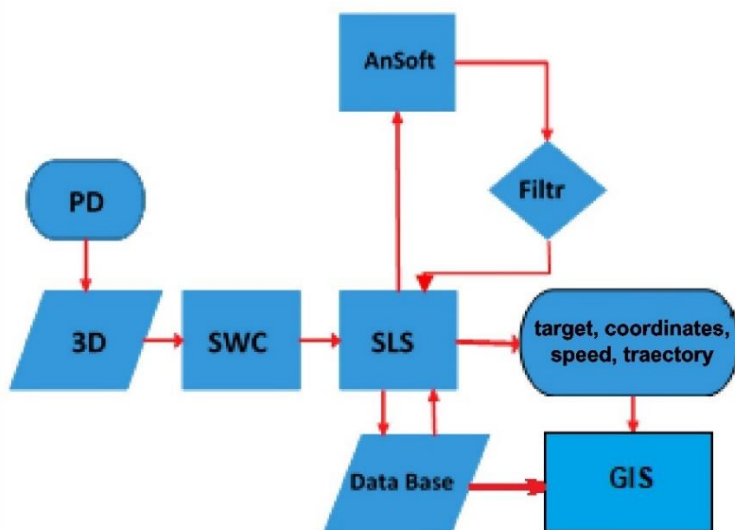 AnSoft
PD
Filtr
3D
SWC
SLS
target, coordinates,
speed, traectory
Data Base
GIS